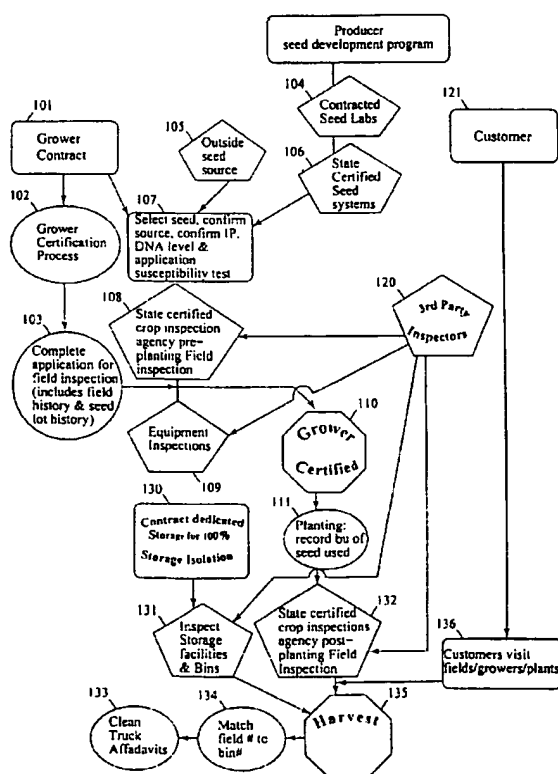 Producer
seed development program
104
Contracted
Seed Labs
101
Grower
Contract
105
Outside
seed
source
106
State
Certified
Seed
systems
121
Customer
102
Grower
Certification
Process
107
Select seed, confirm
source, confirm IP,
DNA level &
application
susceptibility test
108
State certified
crop inspection
agency pre-
planting Field
inspection
120
3rd Party
Inspectors
103
Complete
application for
field inspection
(includes field
history & seed
lot history)
Equipment
Inspections
109
110
Grower
Certified
130
Contract dedicated
Storage for 100%
Storage Isolation
111
Planting:
record bu of
seed used
131
Inspect
Storage
facilities
& Bins
132
State certified
crop inspections
agency post-
planting Field
Inspection
136
Customers visit
fields/growers/plants
133
Clean
Truck
Affadavits
134
Match
field # to
bin#
135
Harvest